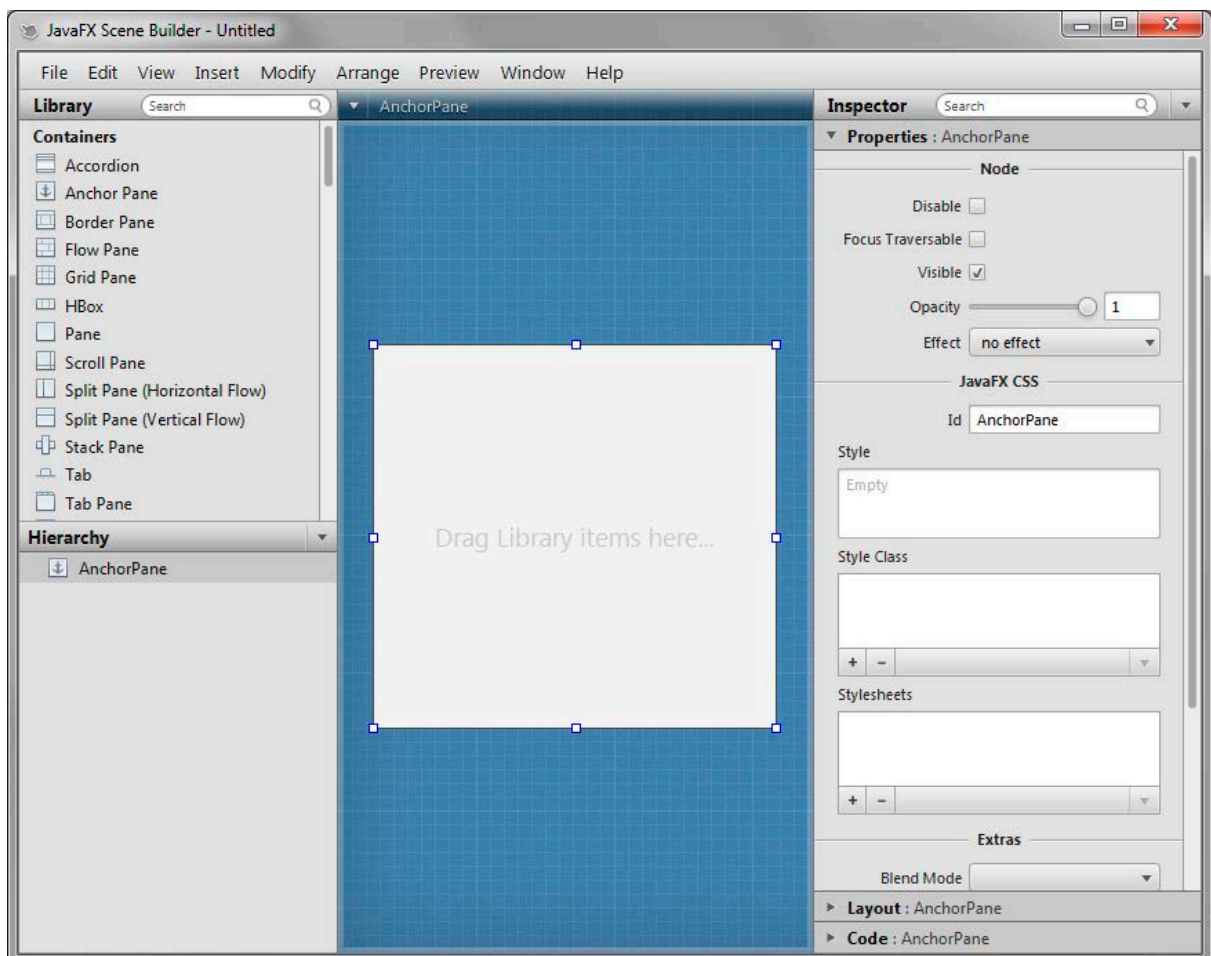 JavaFX Scene Builder - Untitled
File Edit View Insert Modify Arrange Preview Window Help
Library Search
Containers
Accordion
Anchor Pane
Border Pane
Flow Pane
Grid Pane
HBox
Pane
Scroll Pane
Split Pane (Horizontal Flow)
Split Pane (Vertical Flow)
Stack Pane
Tab
Tab Pane
Hierarchy
AnchorPane
AnchorPane
Drag Library items here...
Inspector Search
Properties : AnchorPane
Node
Disable
Focus Traversable
Visible
Opacity 1
Effect no effect
JavaFX CSS
Id AnchorPane
Style
Empty
Style Class
+ -
Stylesheets
+ -
Extras
Blend Mode
Layout : AnchorPane
Code : AnchorPane